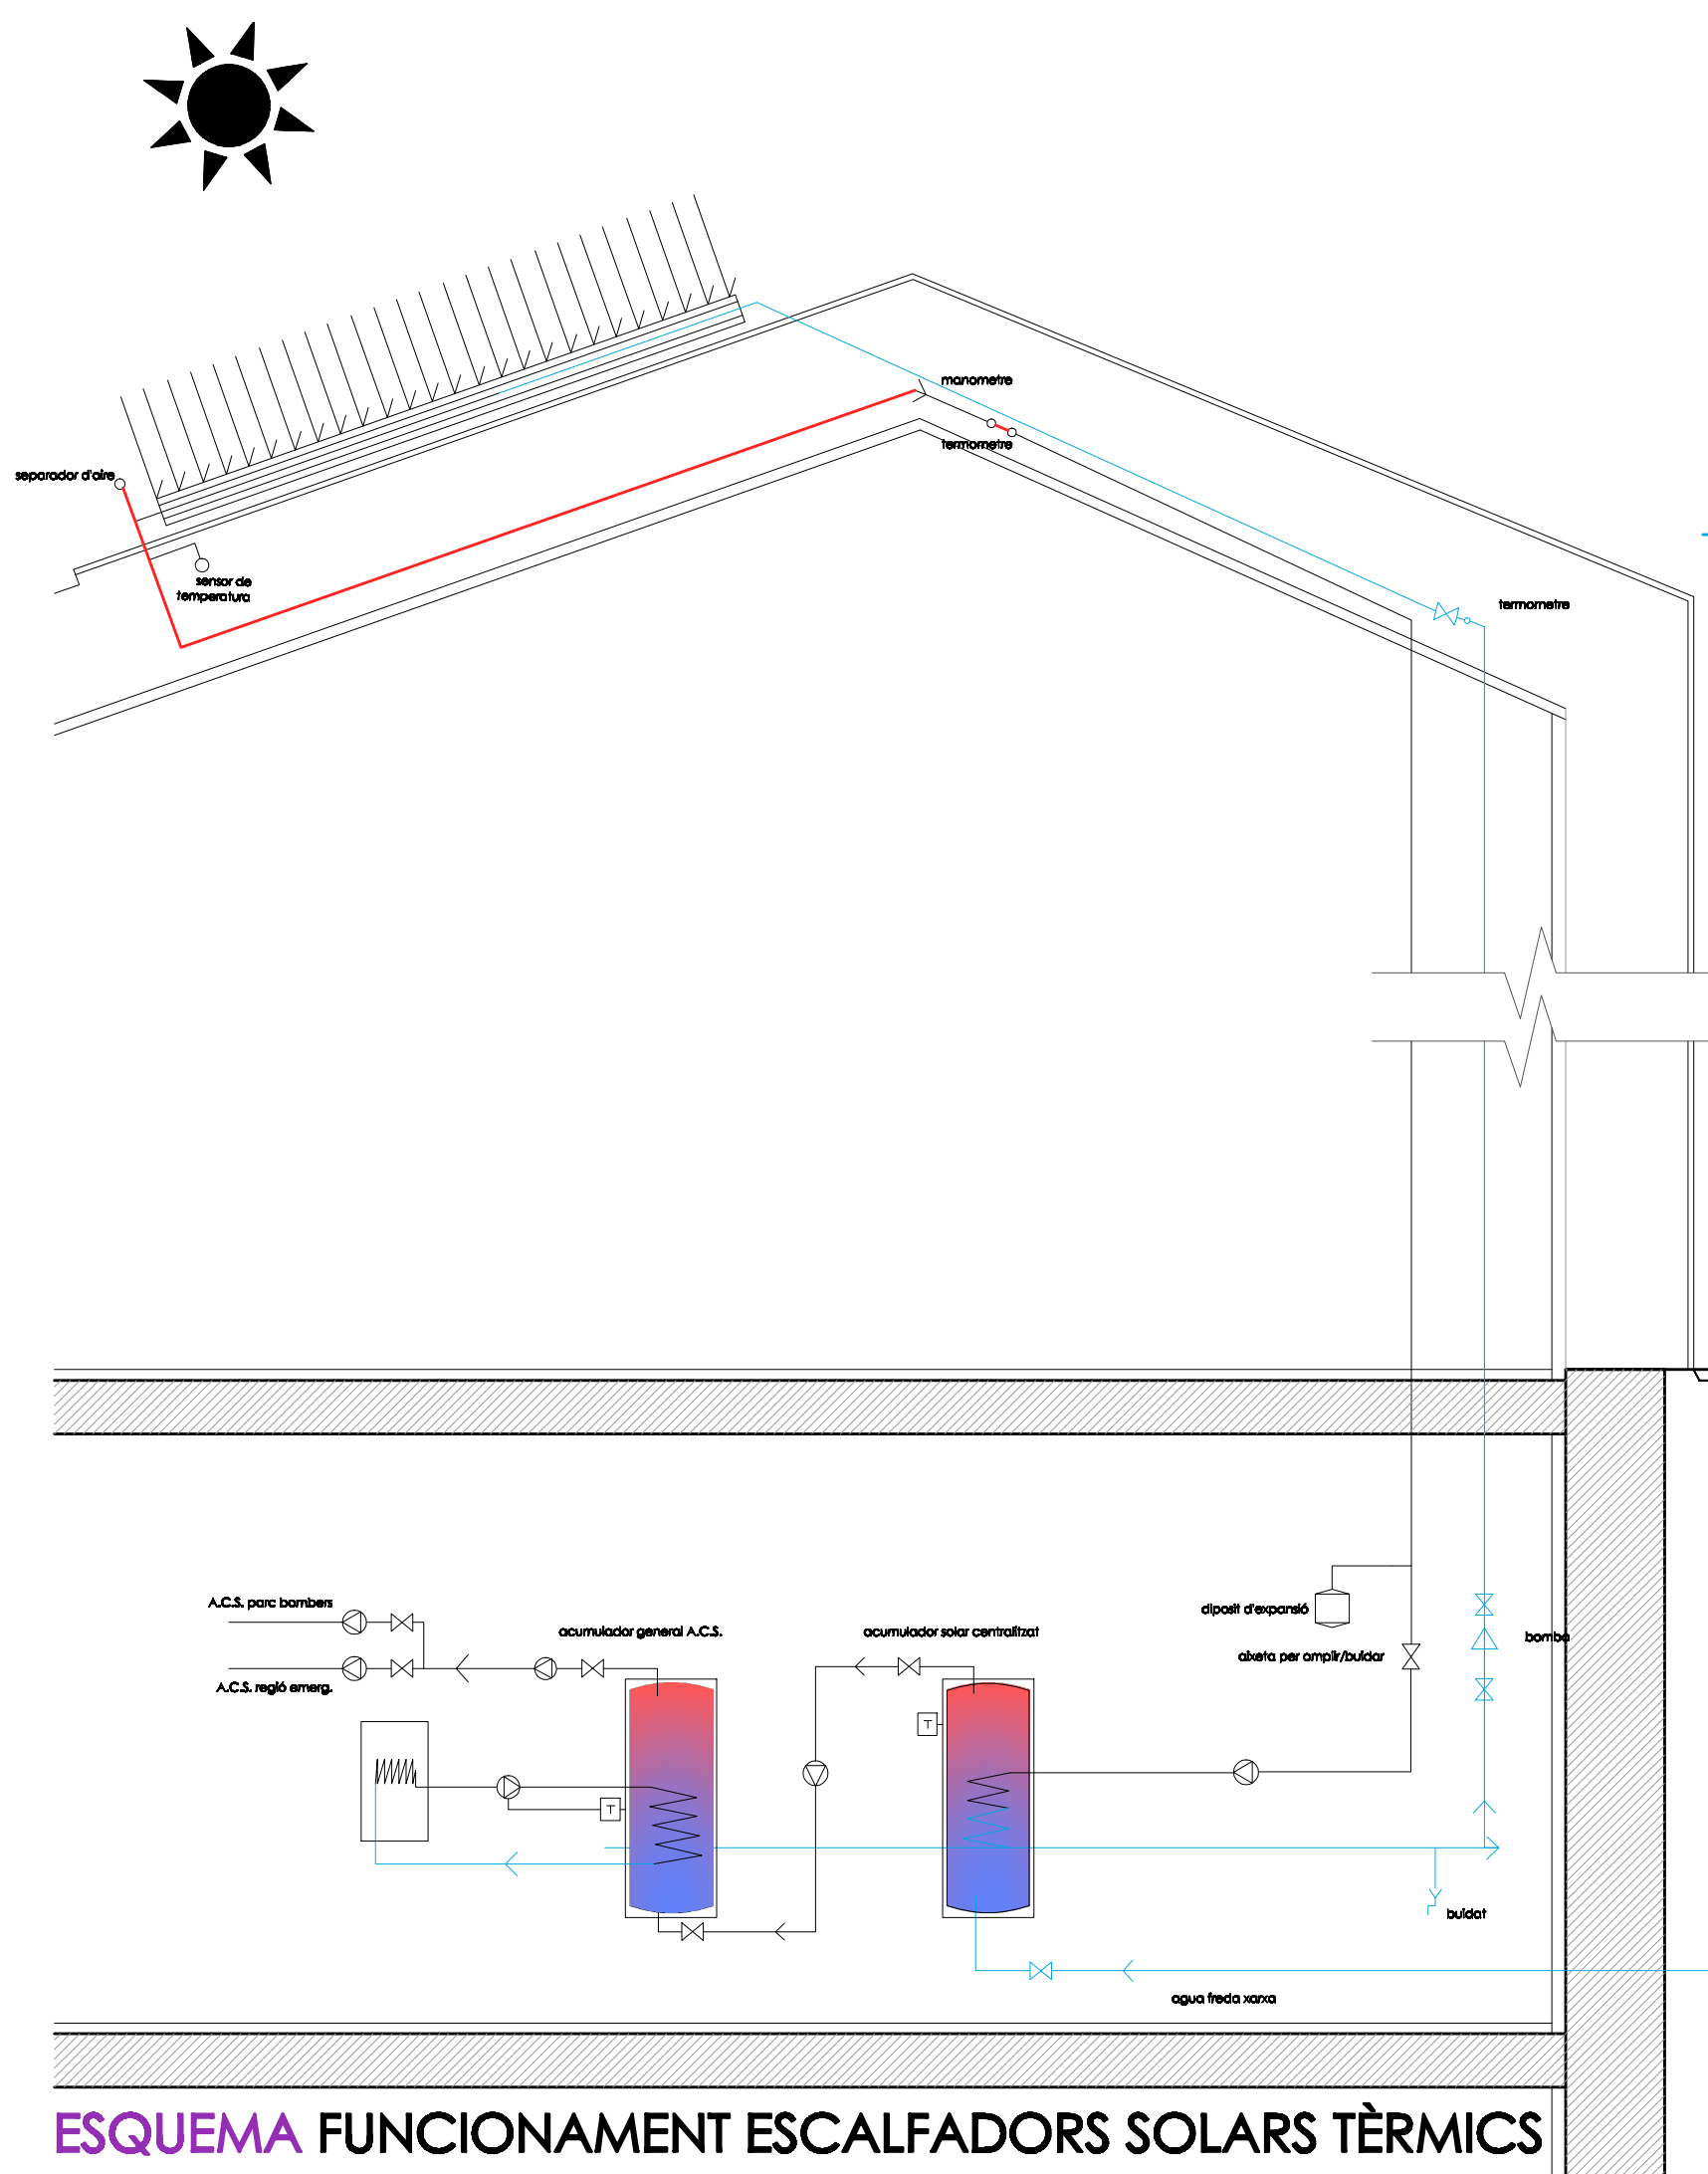 manometre
termometre
separador d'aire
sensor de
temperatura
termometre
A.C.S. parc bombers
A.C.S. regió emerg.
acumulador general A.C.S.
acumulador solar centralitzat
diposit d'expansió
aixeta per omplir/buidar
bomba
T
T
buidat
agua freda xarxa
ESQUEMA FUNCIONAMENT ESCALFADORS SOLARS TÈRMICS